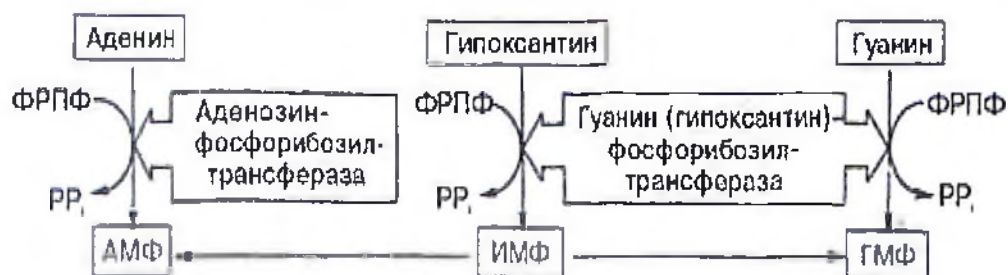 Аденин
Гипоксантин
Гуанин
ФРПФ
Аденозин-
фосфорибозил-
трансфераза
ФРПФ
Гуанин (гипоксантин)
фосфорибозил-
трансфераза
ФРПФ
PPi
PPi
PPi
АМФ
ИМФ
ГМФ